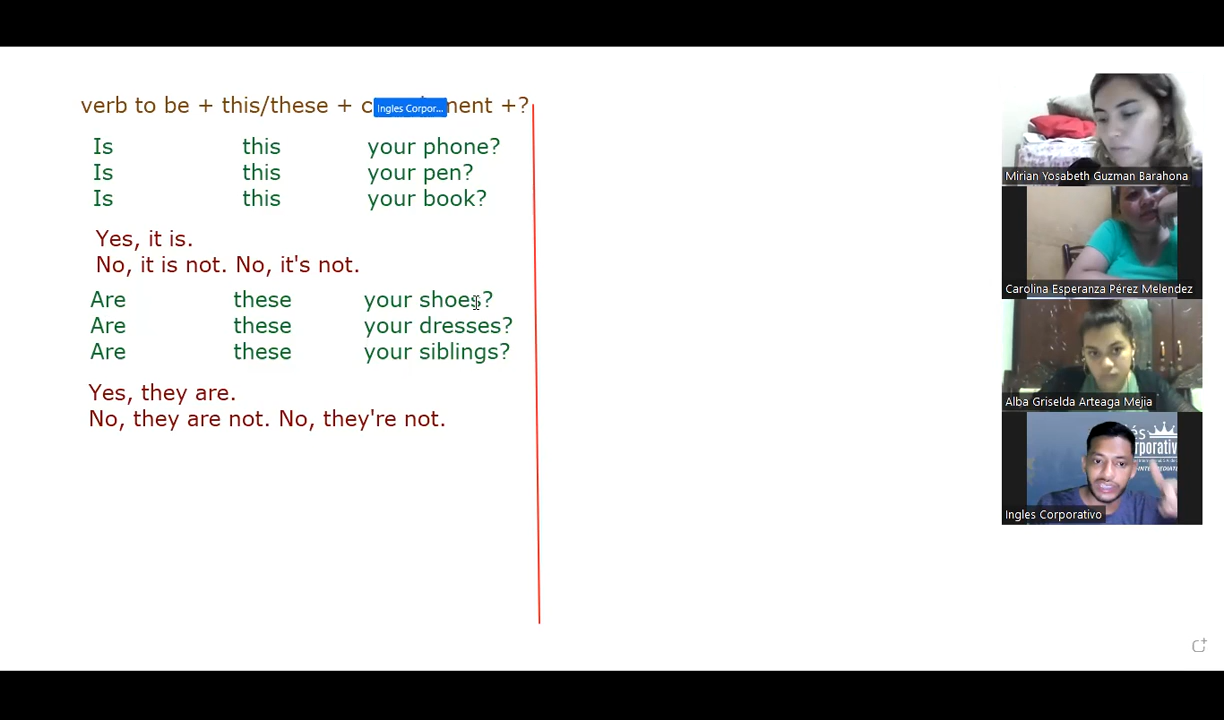 verb to be + this/these + c ment +?
Ingles Corpor...
Is this your phone?
Is this your pen?
Is this your book?
Yes, it is.
No, it is not. No, it's not.
Are these your shoes?
Are these your dresses?
Are these your siblings?
Yes, they are.
No, they are not. No, they're not.
Mirian Yosabeth Guzman Barahona
Carolina Esperanza Pérez Melendez
Alba Griselda Arteaga Mejia
és
rporativ
Ingles Corporativo